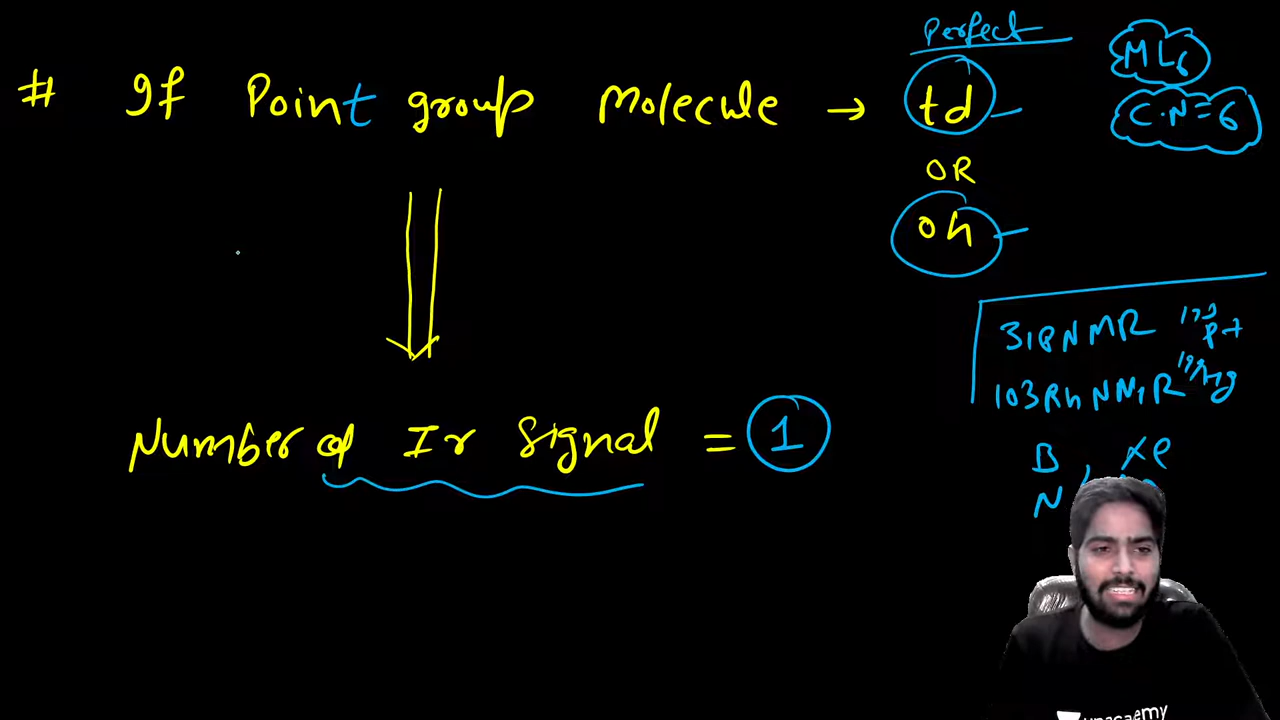 # If Point group Molecule → td
OR
oh
Perfect
ML6
C.N=6
Number of Ir Signal = 1
31P NMR Pt
103Rh NMR
B, Xe
N